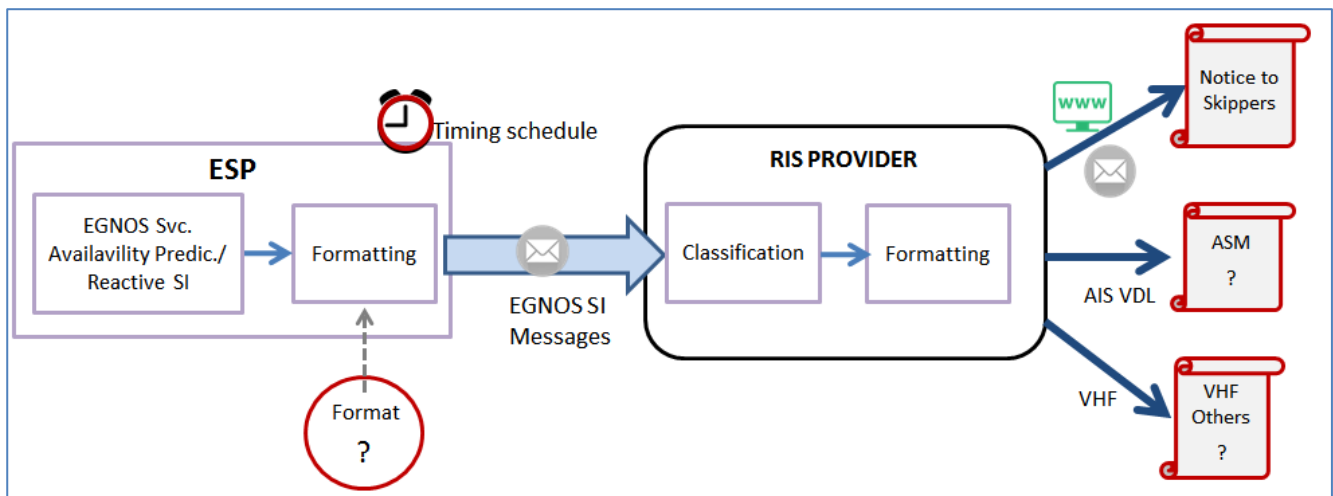 Timing schedule
ESP
EGNOS Svc.
Availavility Predic./
Reactive SI
Formatting
Format
?
EGNOS SI
Messages
RIS PROVIDER
Classification
Formatting
www
Notice to
Skippers
AIS VDL
ASM
?
VHF
VHF
Others
?